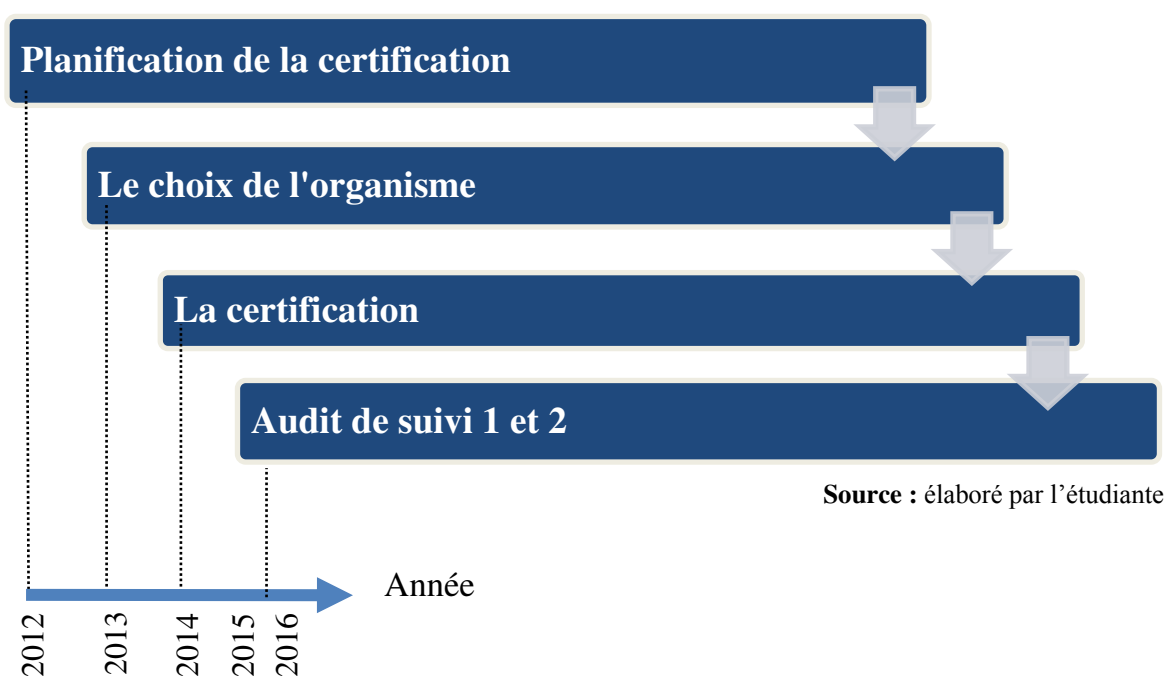 Planification de la certification
Le choix de l'organisme
La certification
Audit de suivi 1 et 2
Source : élaboré par l’étudiante
Année
2012
2013
2014
2015
2016